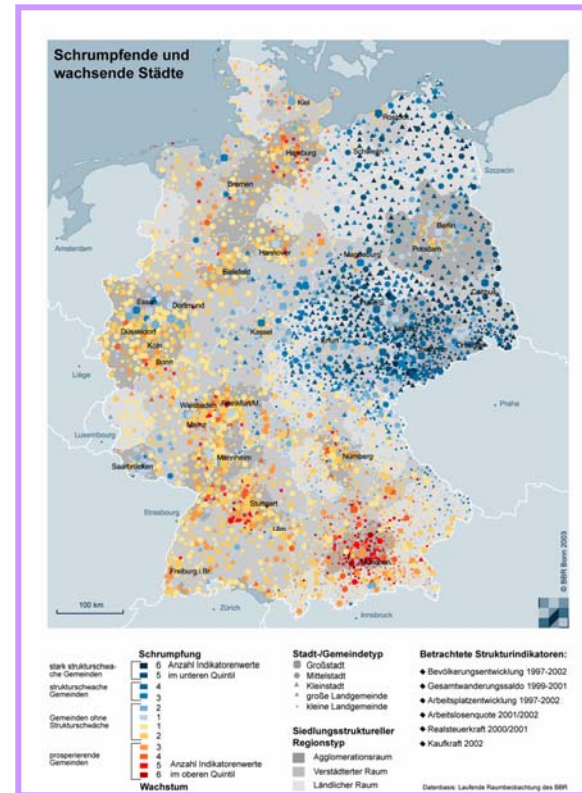 Schrumpfende und
wachsende Städte
Kiel
Rostock
Hamburg
Schwerin
Szczecin
Bremen
Amsterdam
Berlin
Hannover
Potsdam
Magdeburg
Bielefeld
Cottbus
Essen
Dortmund
Düsseldorf
Kassel
Köln
Erfurt
Bonn
Liège
Wiesbaden
Frankfurt/M.
Praha
Mainz
Luxembourg
Mannheim
Nürnberg
Saarbrücken
Stuttgart
Strasbourg
Ulm
München
Freiburg i.Br.
Zürich
Innsbruck
100 km
© BBR Bonn 2003
Schrumpfung
stark strukturschwa-
che Gemeinden
6 Anzahl Indikatorenwerte
5 im unteren Quintil
strukturschwache
Gemeinden
4
3
Gemeinden ohne
Strukturschwäche
2
1
1
2
prosperierende
Gemeinden
3
4
5 Anzahl Indikatorenwerte
6 im oberen Quintil
Wachstum
Stadt-/Gemeindetyp
Großstadt
Mittelstadt
Kleinstadt
große Landgemeinde
kleine Landgemeinde
Siedlungsstruktureller
Regionstyp
Agglomerationsraum
Verstädterter Raum
Ländlicher Raum
Betrachtete Strukturindikatoren:
Bevölkerungsentwicklung 1997-2002
Gesamtwanderungssaldo 1999-2001
Arbeitsplatzentwicklung 1997-2002
Arbeitslosenquote 2001/2002
Realsteuerkraft 2000/2001
Kaufkraft 2002
Datenbasis: Laufende Raumbeobachtung des BBR